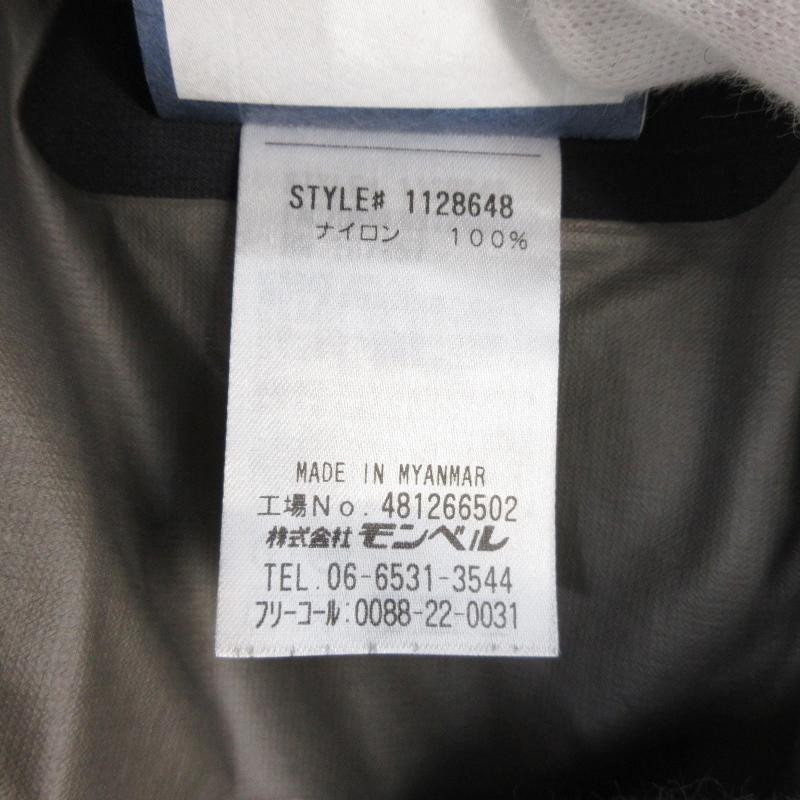 STYLE# 1128648
ナイロン 100%
MADE IN MYANMAR
工場No. 481266502
株式会社 モンベル
TEL.06-6531-3544
フリーコール:0088-22-0031